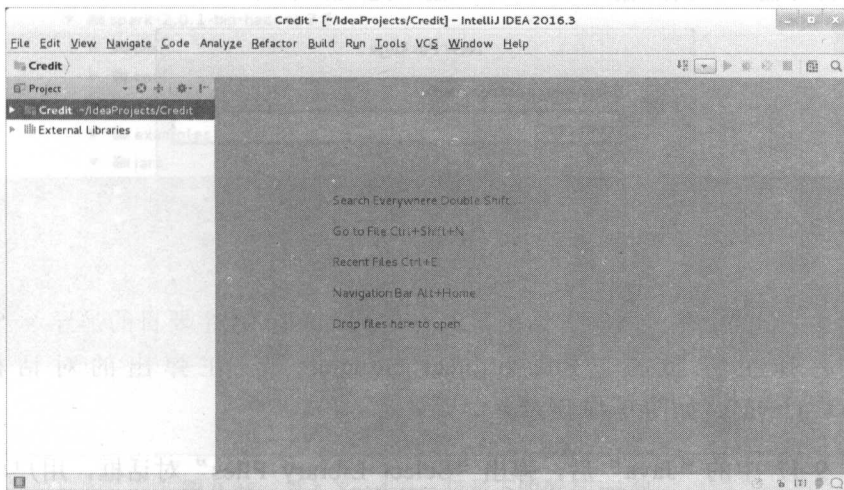 Credit - [~/IdeaProjects/Credit] - IntelliJ IDEA 2016.3
File Edit View Navigate Code Analyze Refactor Build Run Tools VCS Window Help
Credit
Project
Credit ~/IdeaProjects/Credit
External Libraries
Search Everywhere Double Shift
Go to File Ctrl+Shift+N
Recent Files Ctrl+E
Navigation Bar Alt+Home
Drop files here to open